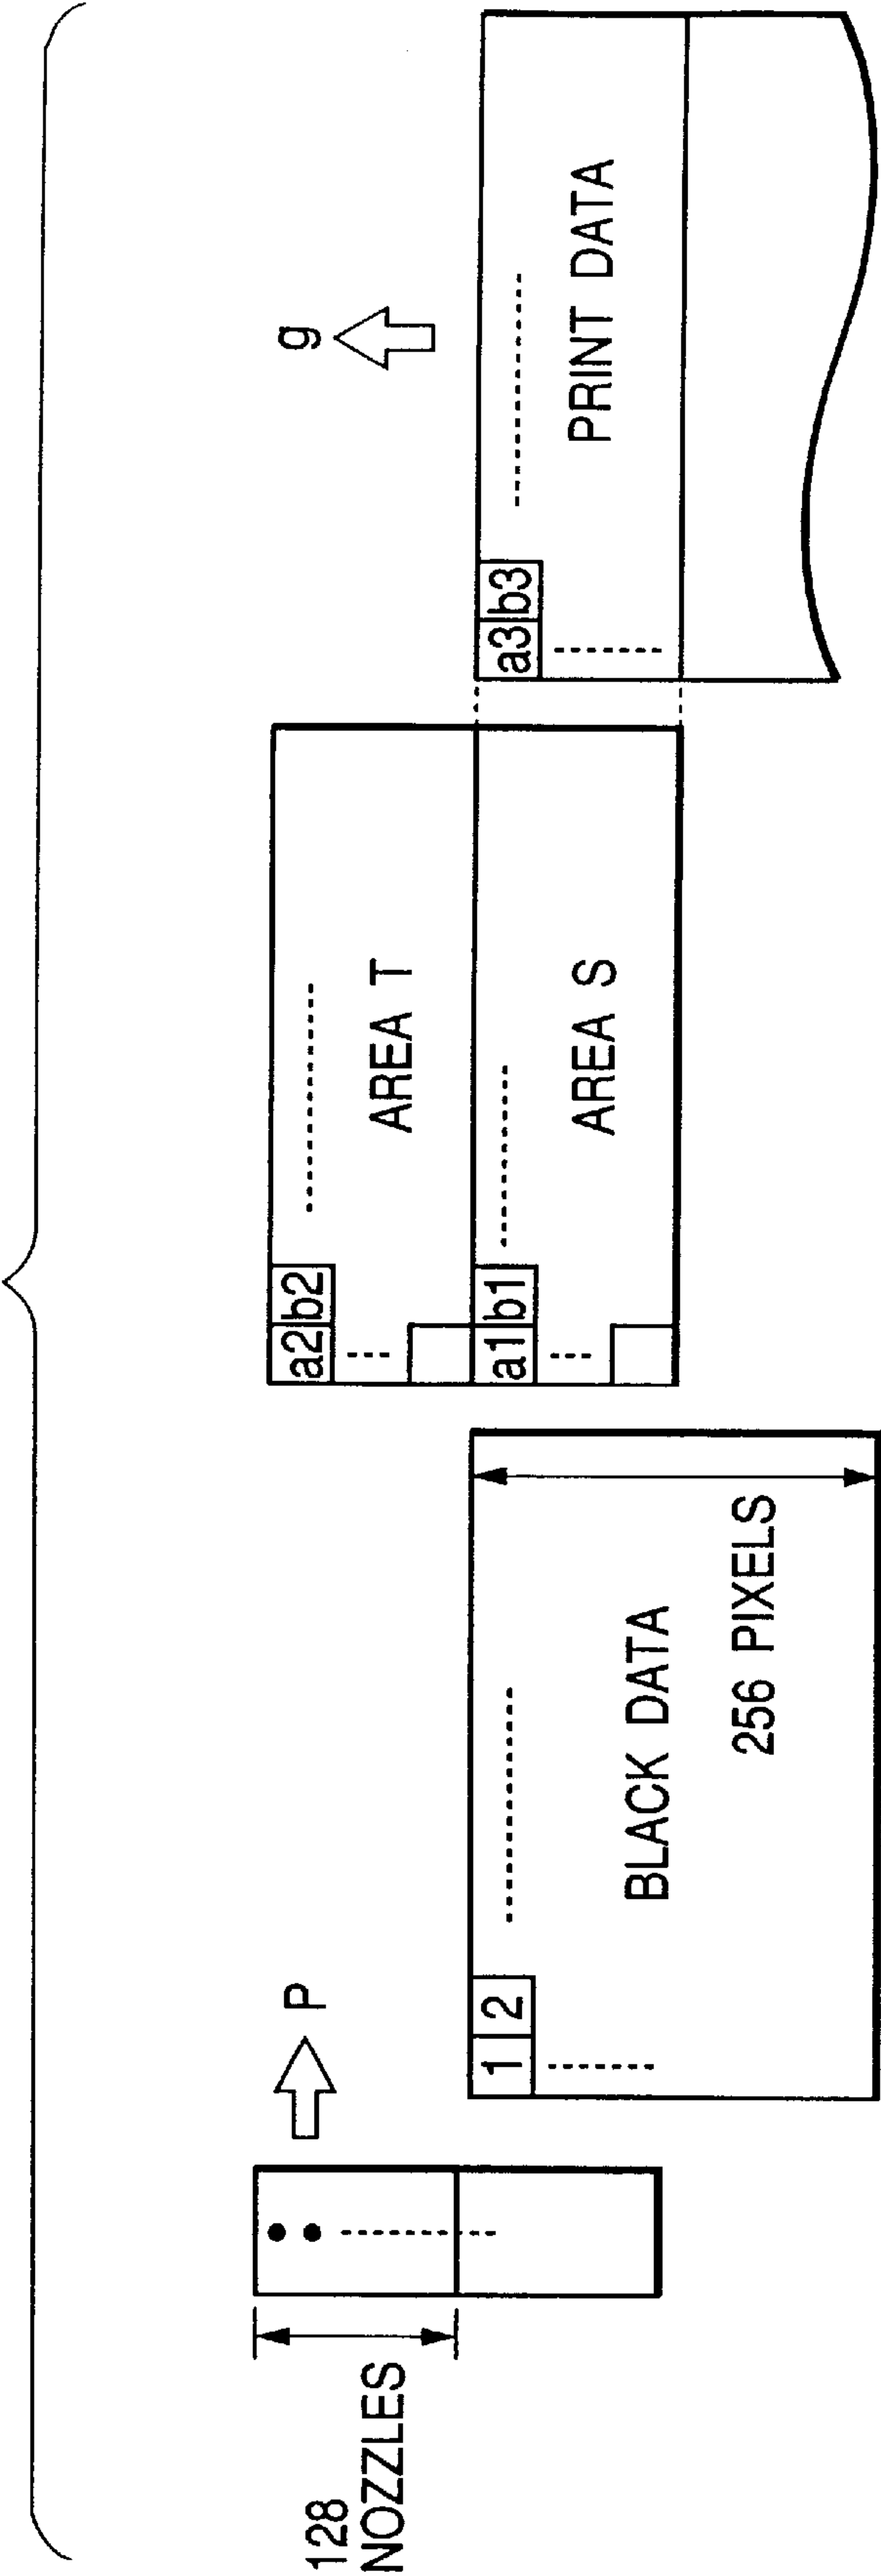 128
NOZZLES
P
1 2
BLACK DATA
256 PIXELS
a2 b2
AREA T
a1 b1
AREA S
g
a3 b3
PRINT DATA